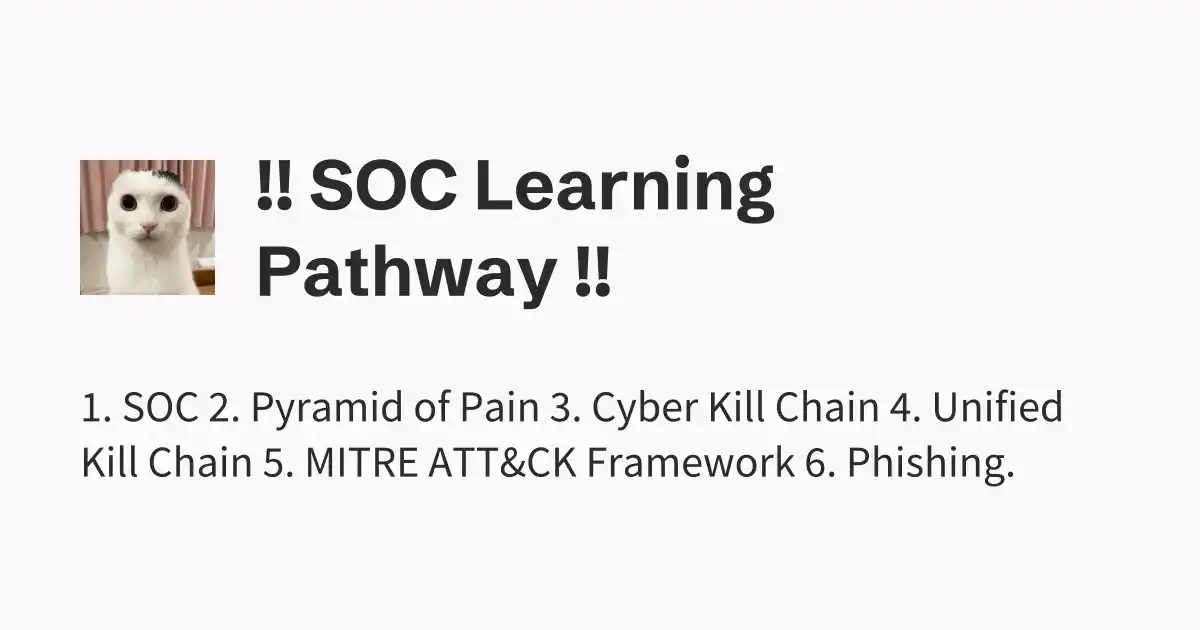 !! SOC Learning
Pathway !!
1. SOC 2. Pyramid of Pain 3. Cyber Kill Chain 4. Unified
Kill Chain 5. MITRE ATT&CK Framework 6. Phishing.